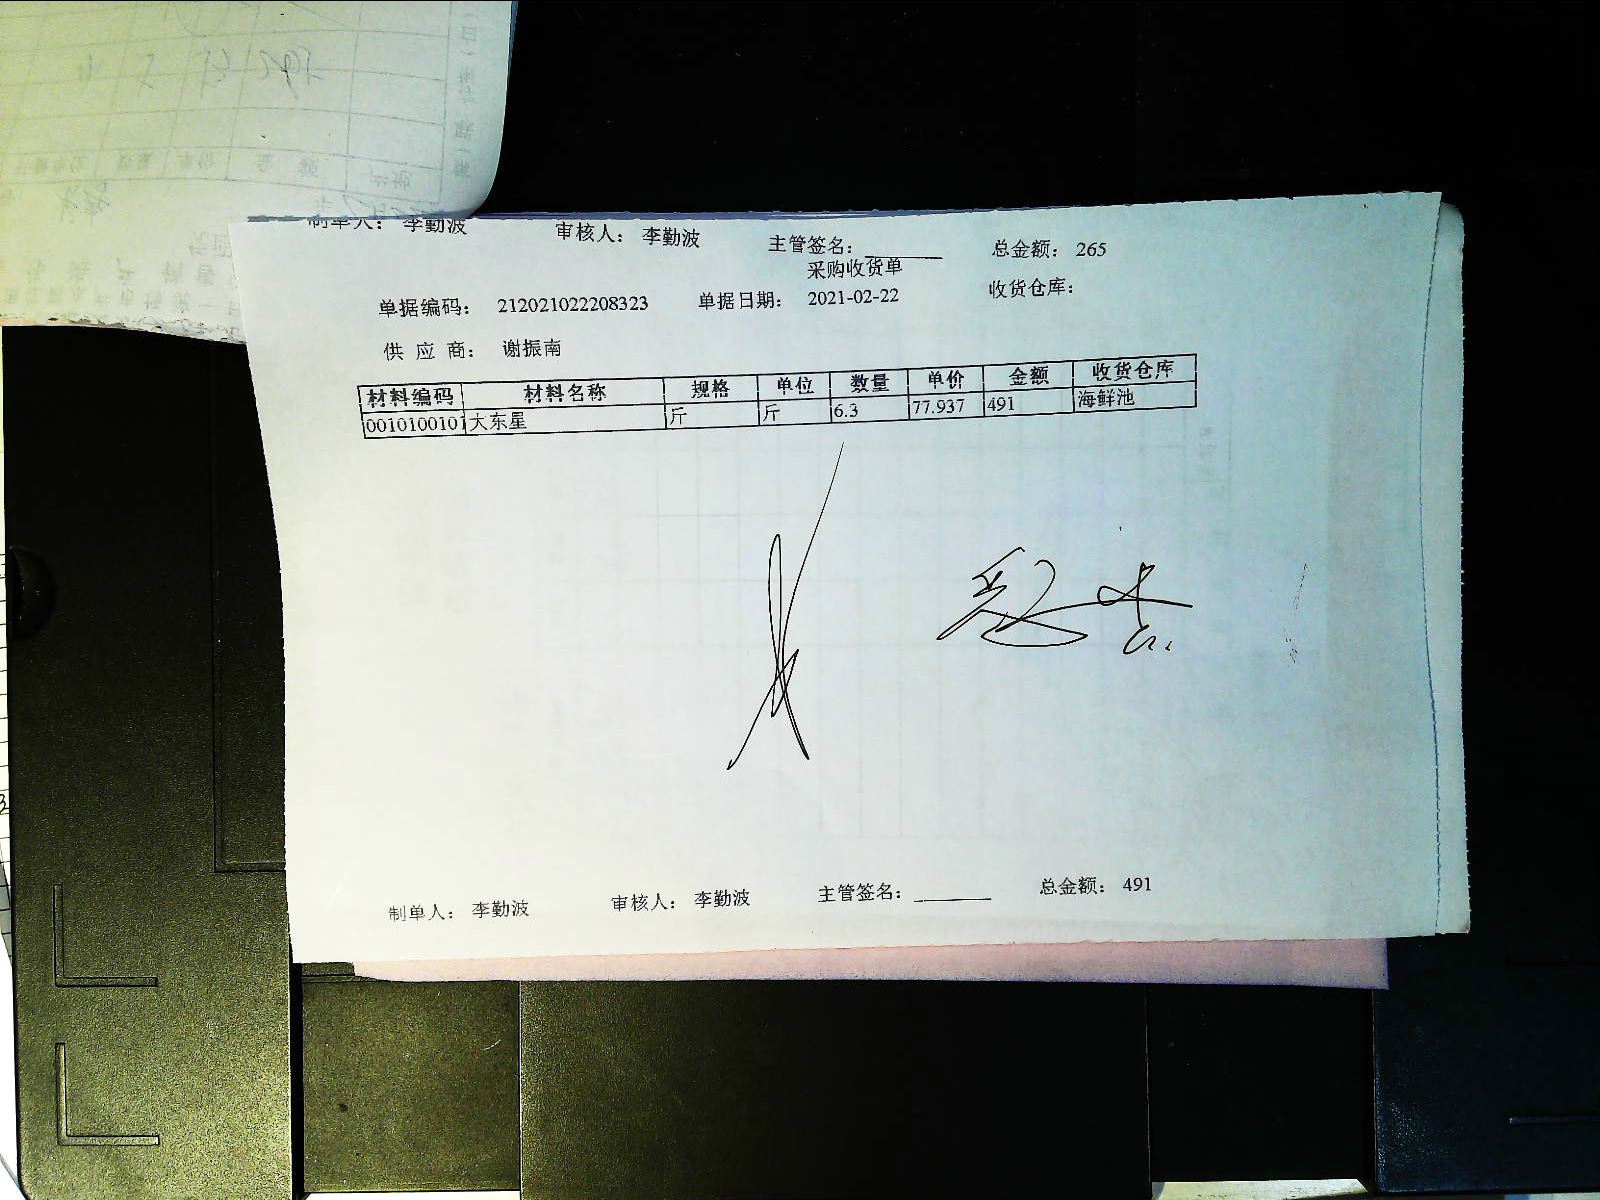 制单人： 李勤波 审核人： 李勤波 主管签名： 总金额： 265
采购收货单
单据编码： 212021022208323 单据日期： 2021-02-22 收货仓库：
供 应 商： 谢振南
材料编码 材料名称 规格 单位 数量 单价 金额 收货仓库
0010100101 大东星 斤 斤 6.3 77.937 491 海鲜池
制单人： 李勤波 审核人： 李勤波 主管签名： 总金额： 491